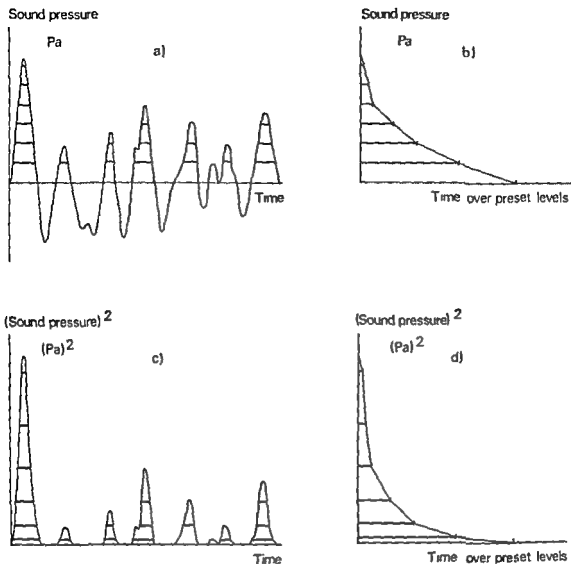 Sound pressure
Pa
a)
Time
Sound pressure
Pa
b)
Time over preset levels
(Sound pressure) 2
(Pa) 2
c)
Time
(Sound pressure) 2
(Pa) 2
d)
Time over preset levels